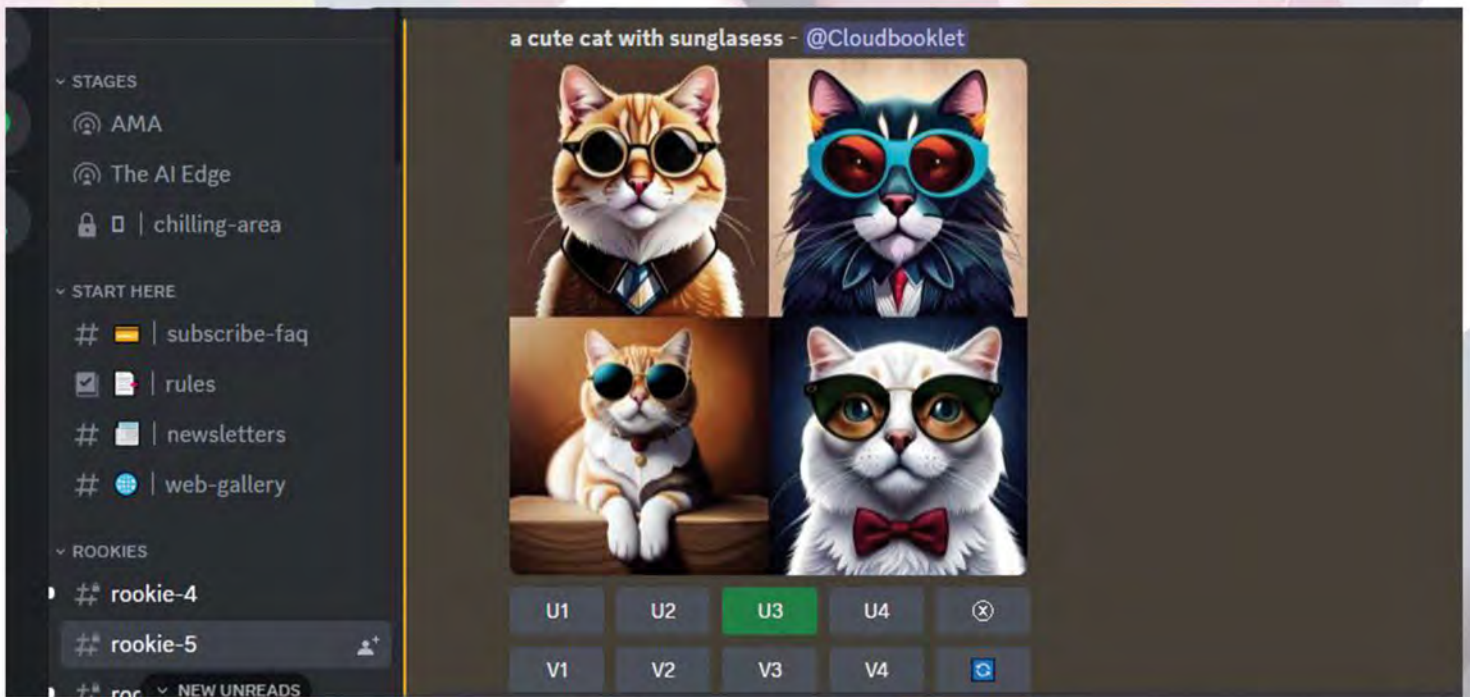 STAGES
AMA
The AI Edge
chilling-area
START HERE
subscribe-faq
rules
newsletters
web-gallery
ROOKIES
rookie-4
rookie-5
NEW UNREADS
a cute cat with sunglasess - @Cloudbooklet
U1 U2 U3 U4
V1 V2 V3 V4